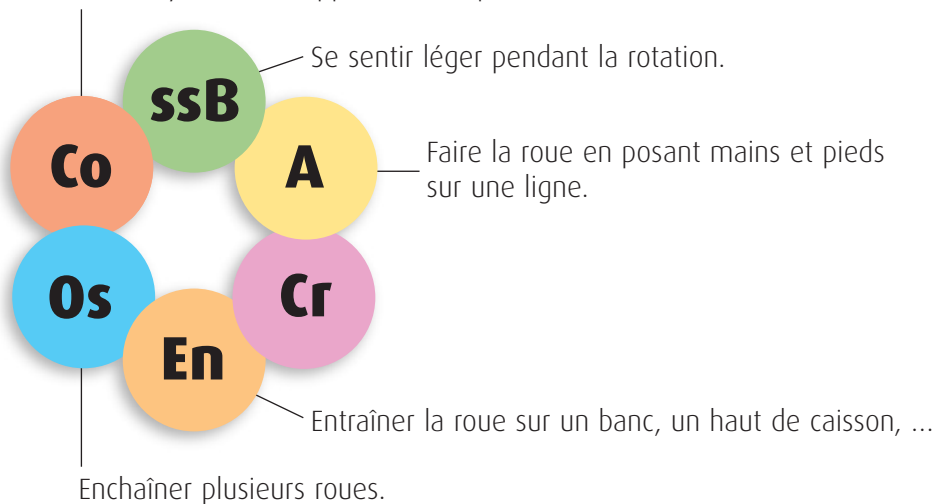 ssB
Se sentir léger pendant la rotation.
Co
A
Faire la roue en posant mains et pieds
sur une ligne.
Os
Cr
En
Entraîner la roue sur un banc, un haut de caisson, ...
Enchaîner plusieurs roues.